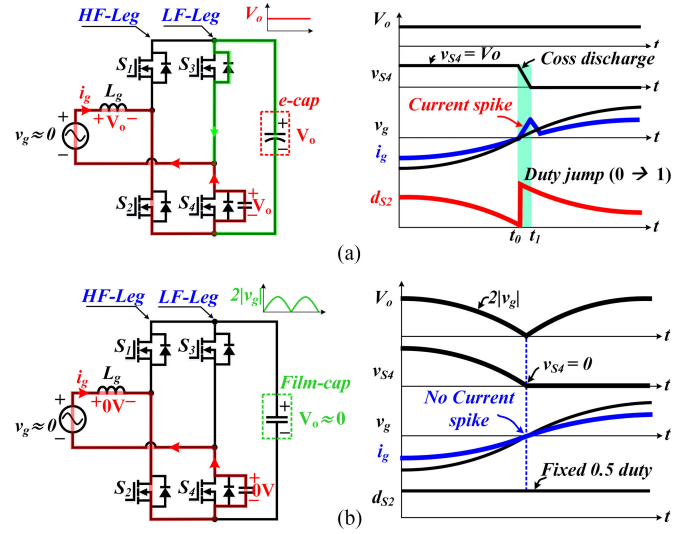 HF-Leg LF-Leg Vo
S1 S3
ig Lg
+Vo−
e-cap
+
Vo
−
vg≈0
+
−
S2 S4
+
Vo
−
Vo
t
vS4 = Vo
Coss discharge
vS4
t
Current spike
vg
ig
t
Duty jump (0 → 1)
dS2
t0 t1
t
(a)
HF-Leg LF-Leg 2|vg|
S1 S3
ig Lg
+0V−
Film-cap
+
−
Vo≈0
vg≈0
+
−
S2 S4
+
0V
−
Vo
2|vg|
t
vS4
vS4 = 0
t
No Current
spike
vg
ig
t
Fixed 0.5 duty
dS2
t
(b)